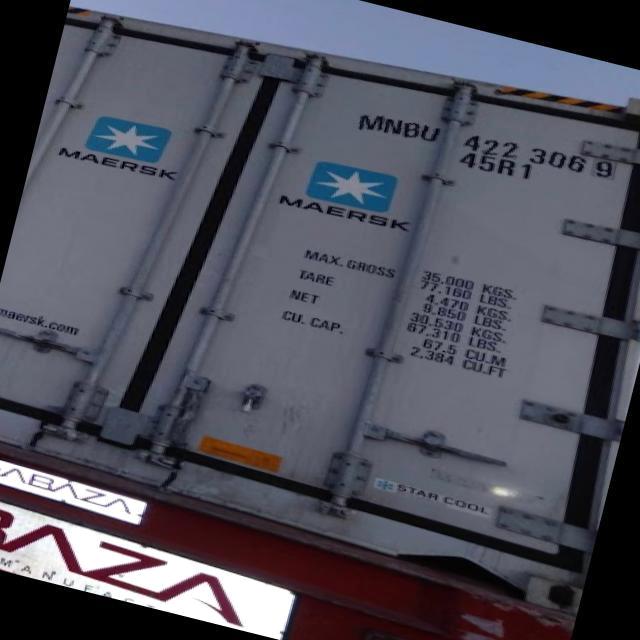 MNBU 422 306 9
45R1
MAERSK
MAERSK
MAX. GROSS 35,000 KGS.
77,160 LBS.
TARE 4,470 KGS.
9,850 LBS.
NET 30,530 KGS.
67,310 LBS.
CU. CAP. 67.5 CU.M
2,384 CU.FT
maersk.com
STAR COOL
ABAZA
BAZA